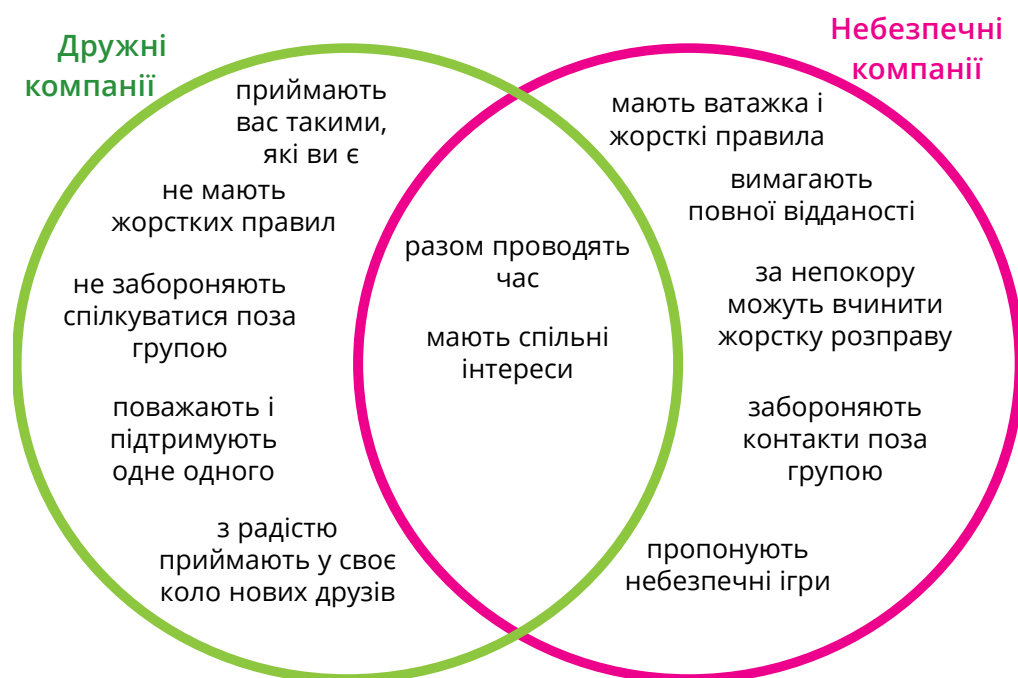 Дружні
компанії
приймають
вас такими,
які ви є
не мають
жорстких правил
не забороняють
спілкуватися поза
групою
поважають і
підтримують
одне одного
з радістю
приймають у своє
коло нових друзів
разом проводять
час
мають спільні
інтереси
Небезпечні
компанії
мають ватажка і
жорсткі правила
вимагають
повної відданості
за непокору
можуть вчинити
жорстку розправу
забороняють
контакти поза
групою
пропонують
небезпечні ігри